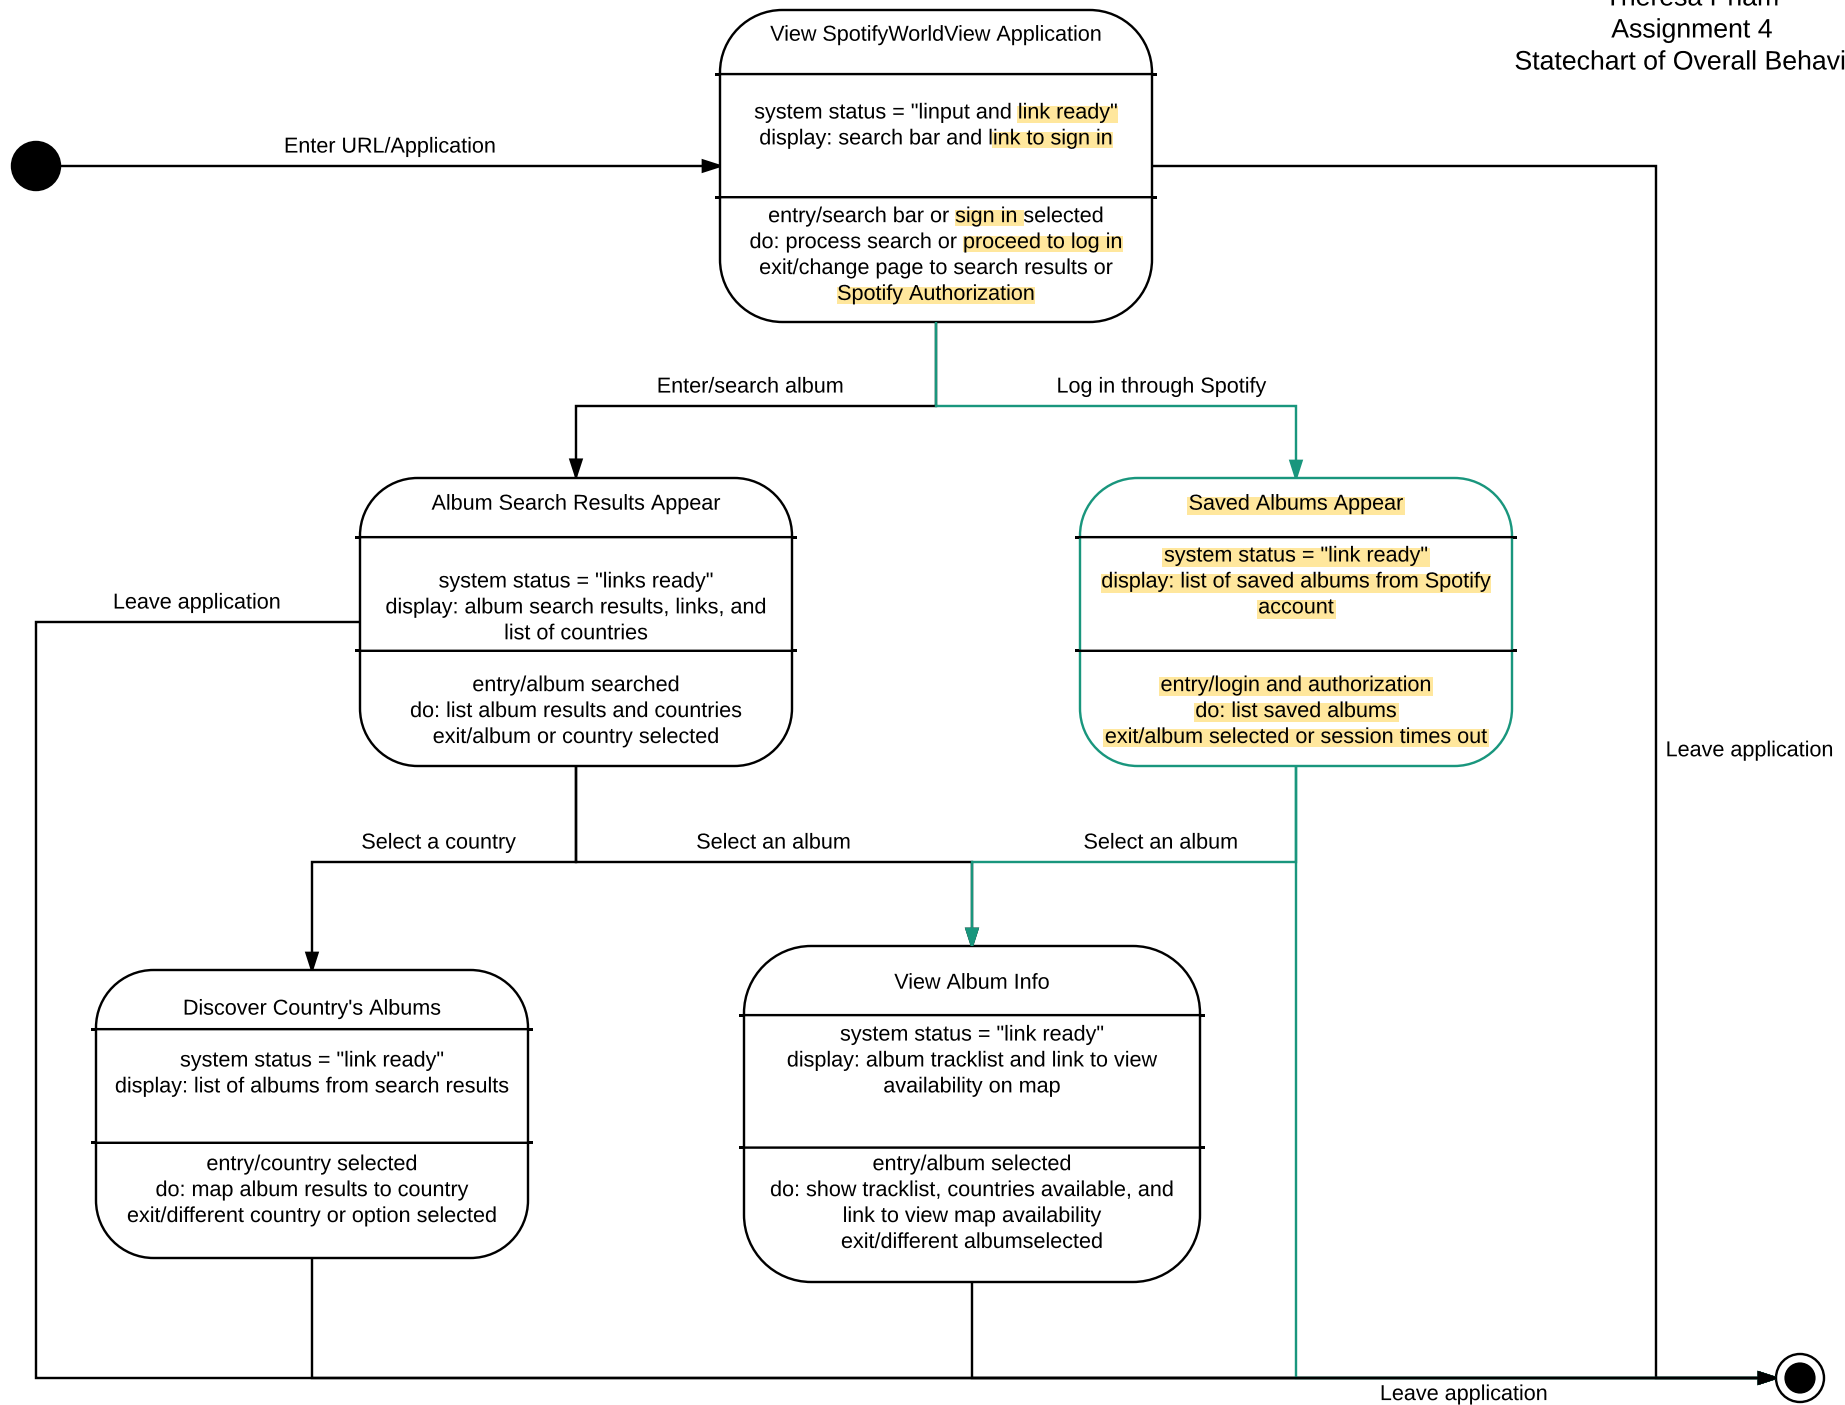 Assignment 4
Statechart of Overall Behavi
View SpotifyWorldView Application
system status = "linput and link ready"
display: search bar and link to sign in
entry/search bar or sign in selected
do: process search or proceed to log in
exit/change page to search results or
Spotify Authorization
Enter URL/Application
Enter/search album
Log in through Spotify
Album Search Results Appear
system status = "links ready"
display: album search results, links, and
list of countries
entry/album searched
do: list album results and countries
exit/album or country selected
Saved Albums Appear
system status = "link ready"
display: list of saved albums from Spotify
account
entry/login and authorization
do: list saved albums
exit/album selected or session times out
Leave application
Leave application
Select a country
Select an album
Select an album
Discover Country's Albums
system status = "link ready"
display: list of albums from search results
entry/country selected
do: map album results to country
exit/different country or option selected
View Album Info
system status = "link ready"
display: album tracklist and link to view
availability on map
entry/album selected
do: show tracklist, countries available, and
link to view map availability
exit/different albumselected
Leave application